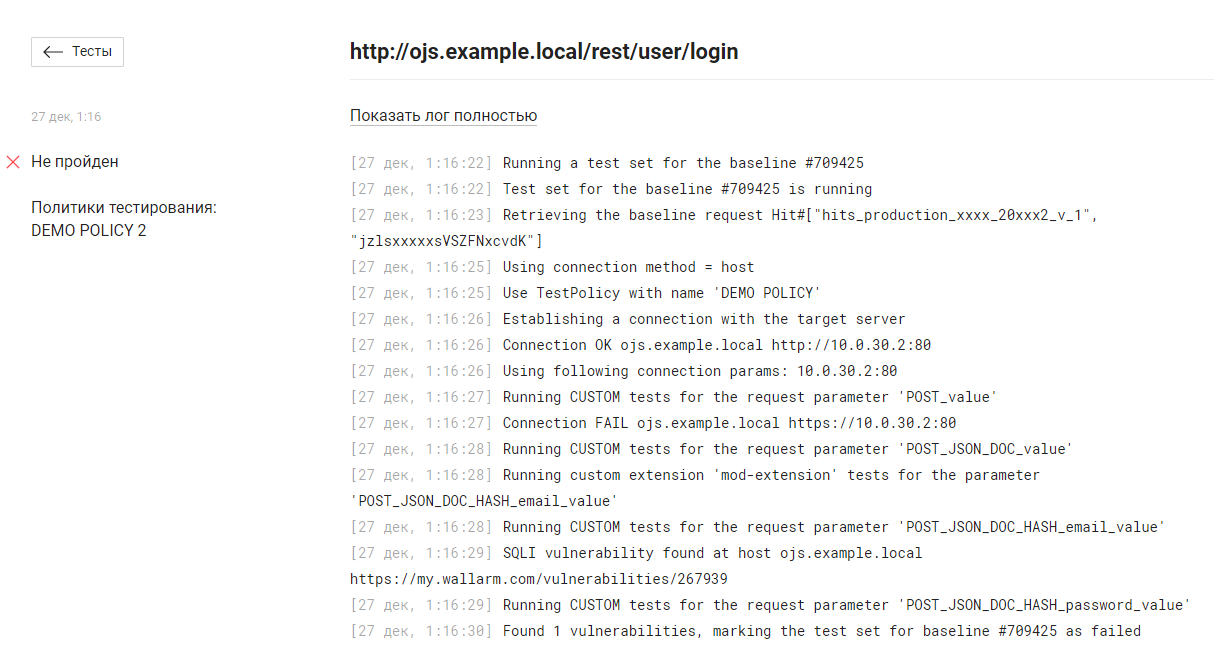 Тесты
http://ojs.example.local/rest/user/login
27 дек, 1:16
Показать лог полностью
Не пройден
Политики тестирования:
DEMO POLICY 2
[27 дек, 1:16:22] Running a test set for the baseline #709425
[27 дек, 1:16:22] Test set for the baseline #709425 is running
[27 дек, 1:16:23] Retrieving the baseline request Hit#["hits_production_xxxx_20xxx2_v_1",
"jzlsxxxxxsVSZFNxcvdK"]
[27 дек, 1:16:25] Using connection method = host
[27 дек, 1:16:25] Use TestPolicy with name 'DEMO POLICY'
[27 дек, 1:16:26] Establishing a connection with the target server
[27 дек, 1:16:26] Connection OK ojs.example.local http://10.0.30.2:80
[27 дек, 1:16:26] Using following connection params: 10.0.30.2:80
[27 дек, 1:16:27] Running CUSTOM tests for the request parameter 'POST_value'
[27 дек, 1:16:27] Connection FAIL ojs.example.local https://10.0.30.2:80
[27 дек, 1:16:28] Running CUSTOM tests for the request parameter 'POST_JSON_DOC_value'
[27 дек, 1:16:28] Running custom extension 'mod-extension' tests for the parameter
'POST_JSON_DOC_HASH_email_value'
[27 дек, 1:16:28] Running CUSTOM tests for the request parameter 'POST_JSON_DOC_HASH_email_value'
[27 дек, 1:16:29] SQLI vulnerability found at host ojs.example.local
https://my.wallarm.com/vulnerabilities/267939
[27 дек, 1:16:29] Running CUSTOM tests for the request parameter 'POST_JSON_DOC_HASH_password_value'
[27 дек, 1:16:30] Found 1 vulnerabilities, marking the test set for baseline #709425 as failed